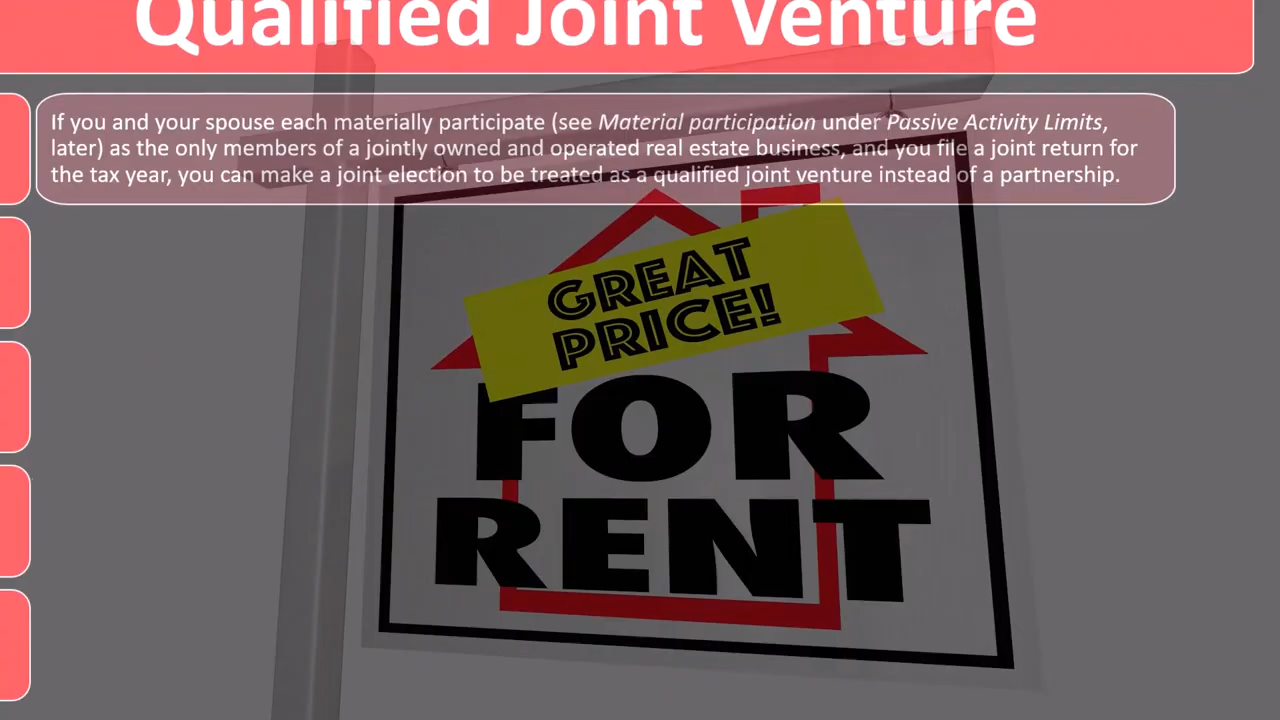 Qualified Joint Venture
If you and your spouse each materially participate (see Material participation under Passive Activity Limits,
later) as the only members of a jointly owned and operated real estate business, and you file a joint return for
the tax year, you can make a joint election to be treated as a qualified joint venture instead of a partnership.
GREAT
PRICE!
FOR
RENT